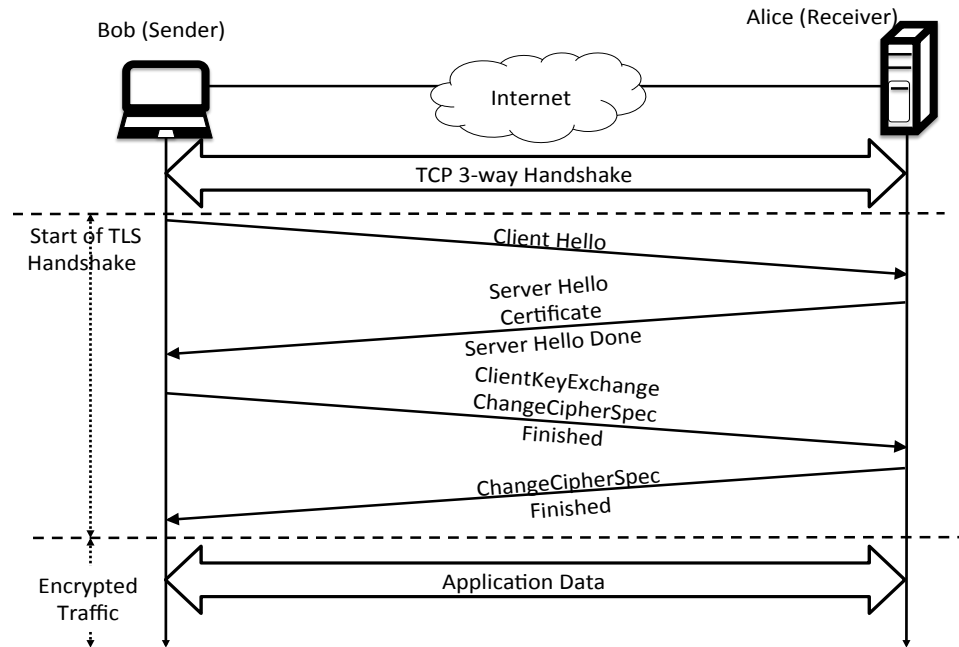 Bob (Sender)
Alice (Receiver)
Internet
TCP 3-way Handshake
Start of TLS
Handshake
Client Hello
Server Hello
Certificate
Server Hello Done
ClientKeyExchange
ChangeCipherSpec
Finished
ChangeCipherSpec
Finished
Encrypted
Traffic
Application Data